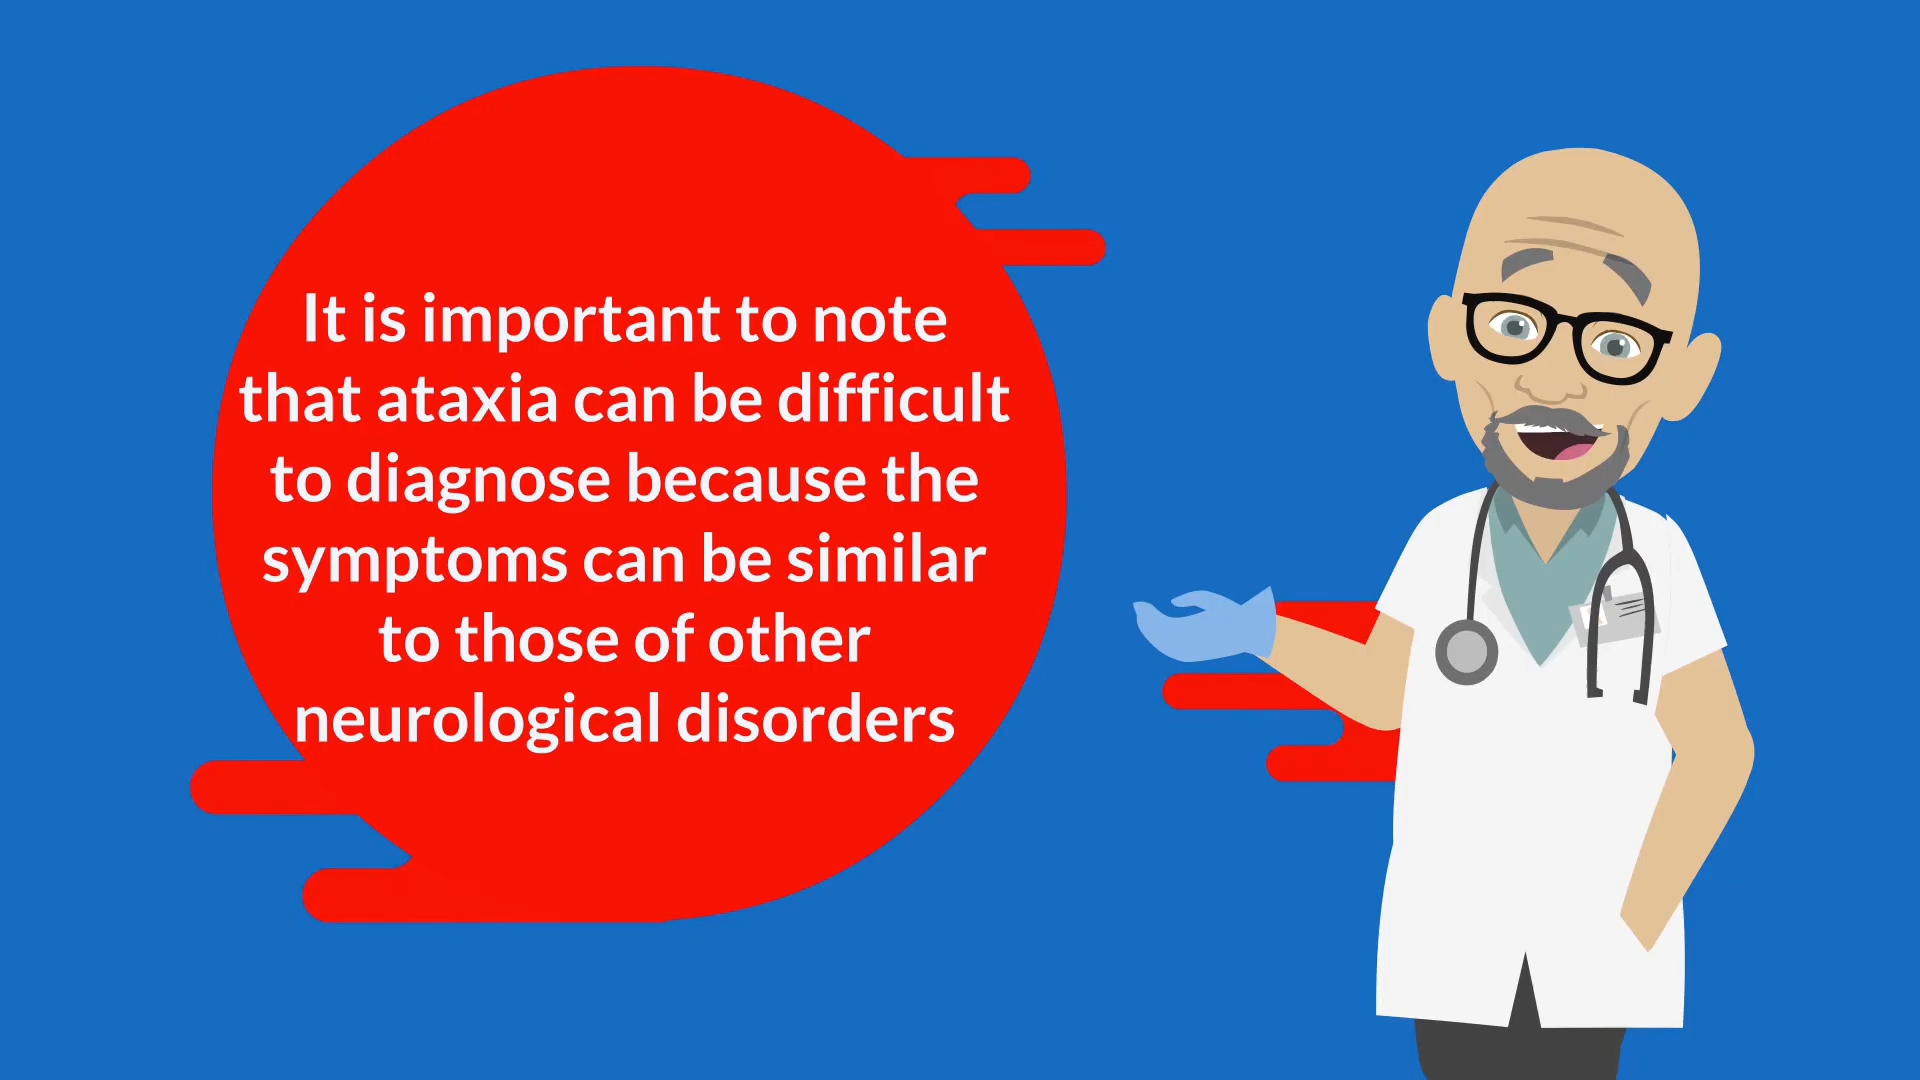 It is important to note
that ataxia can be difficult
to diagnose because the
symptoms can be similar
to those of other
neurological disorders